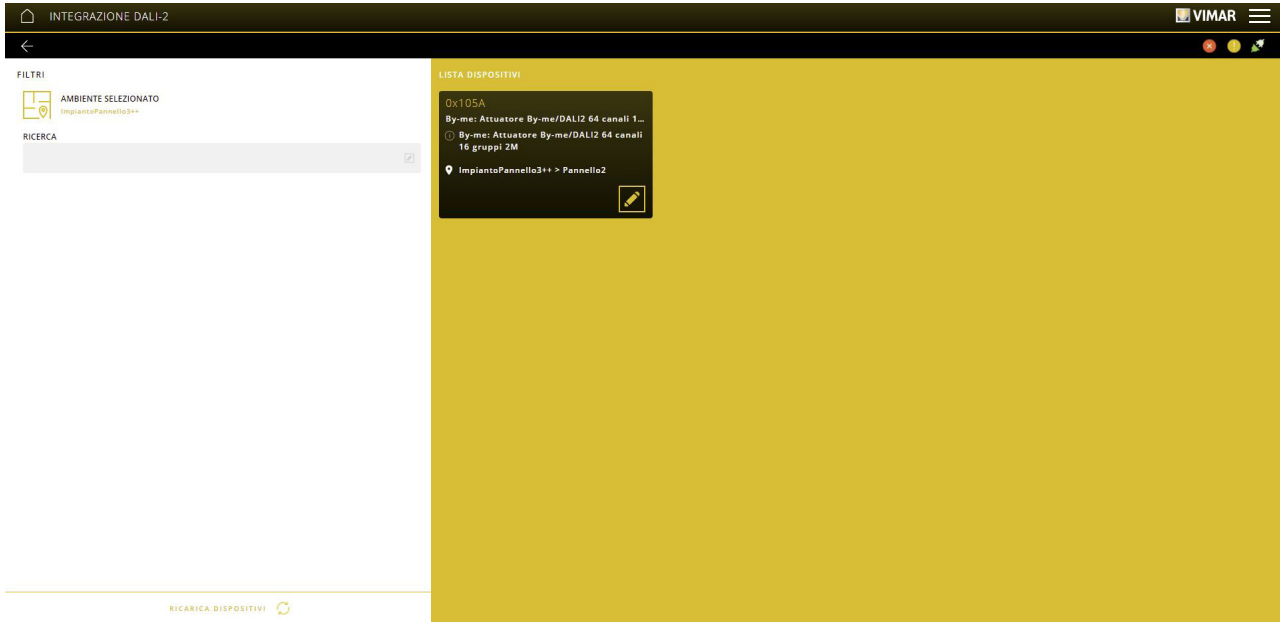 INTEGRAZIONE DALI-2
VIMAR
FILTRI
AMBIENTE SELEZIONATO
ImpiantoPannello3++
RICERCA
RICARICA DISPOSITIVI
LISTA DISPOSITIVI
0x105A
By-me: Attuatore By-me/DALI2 64 canali 1...
By-me: Attuatore By-me/DALI2 64 canali
16 gruppi 2M
ImpiantoPannello3++ > Pannello2